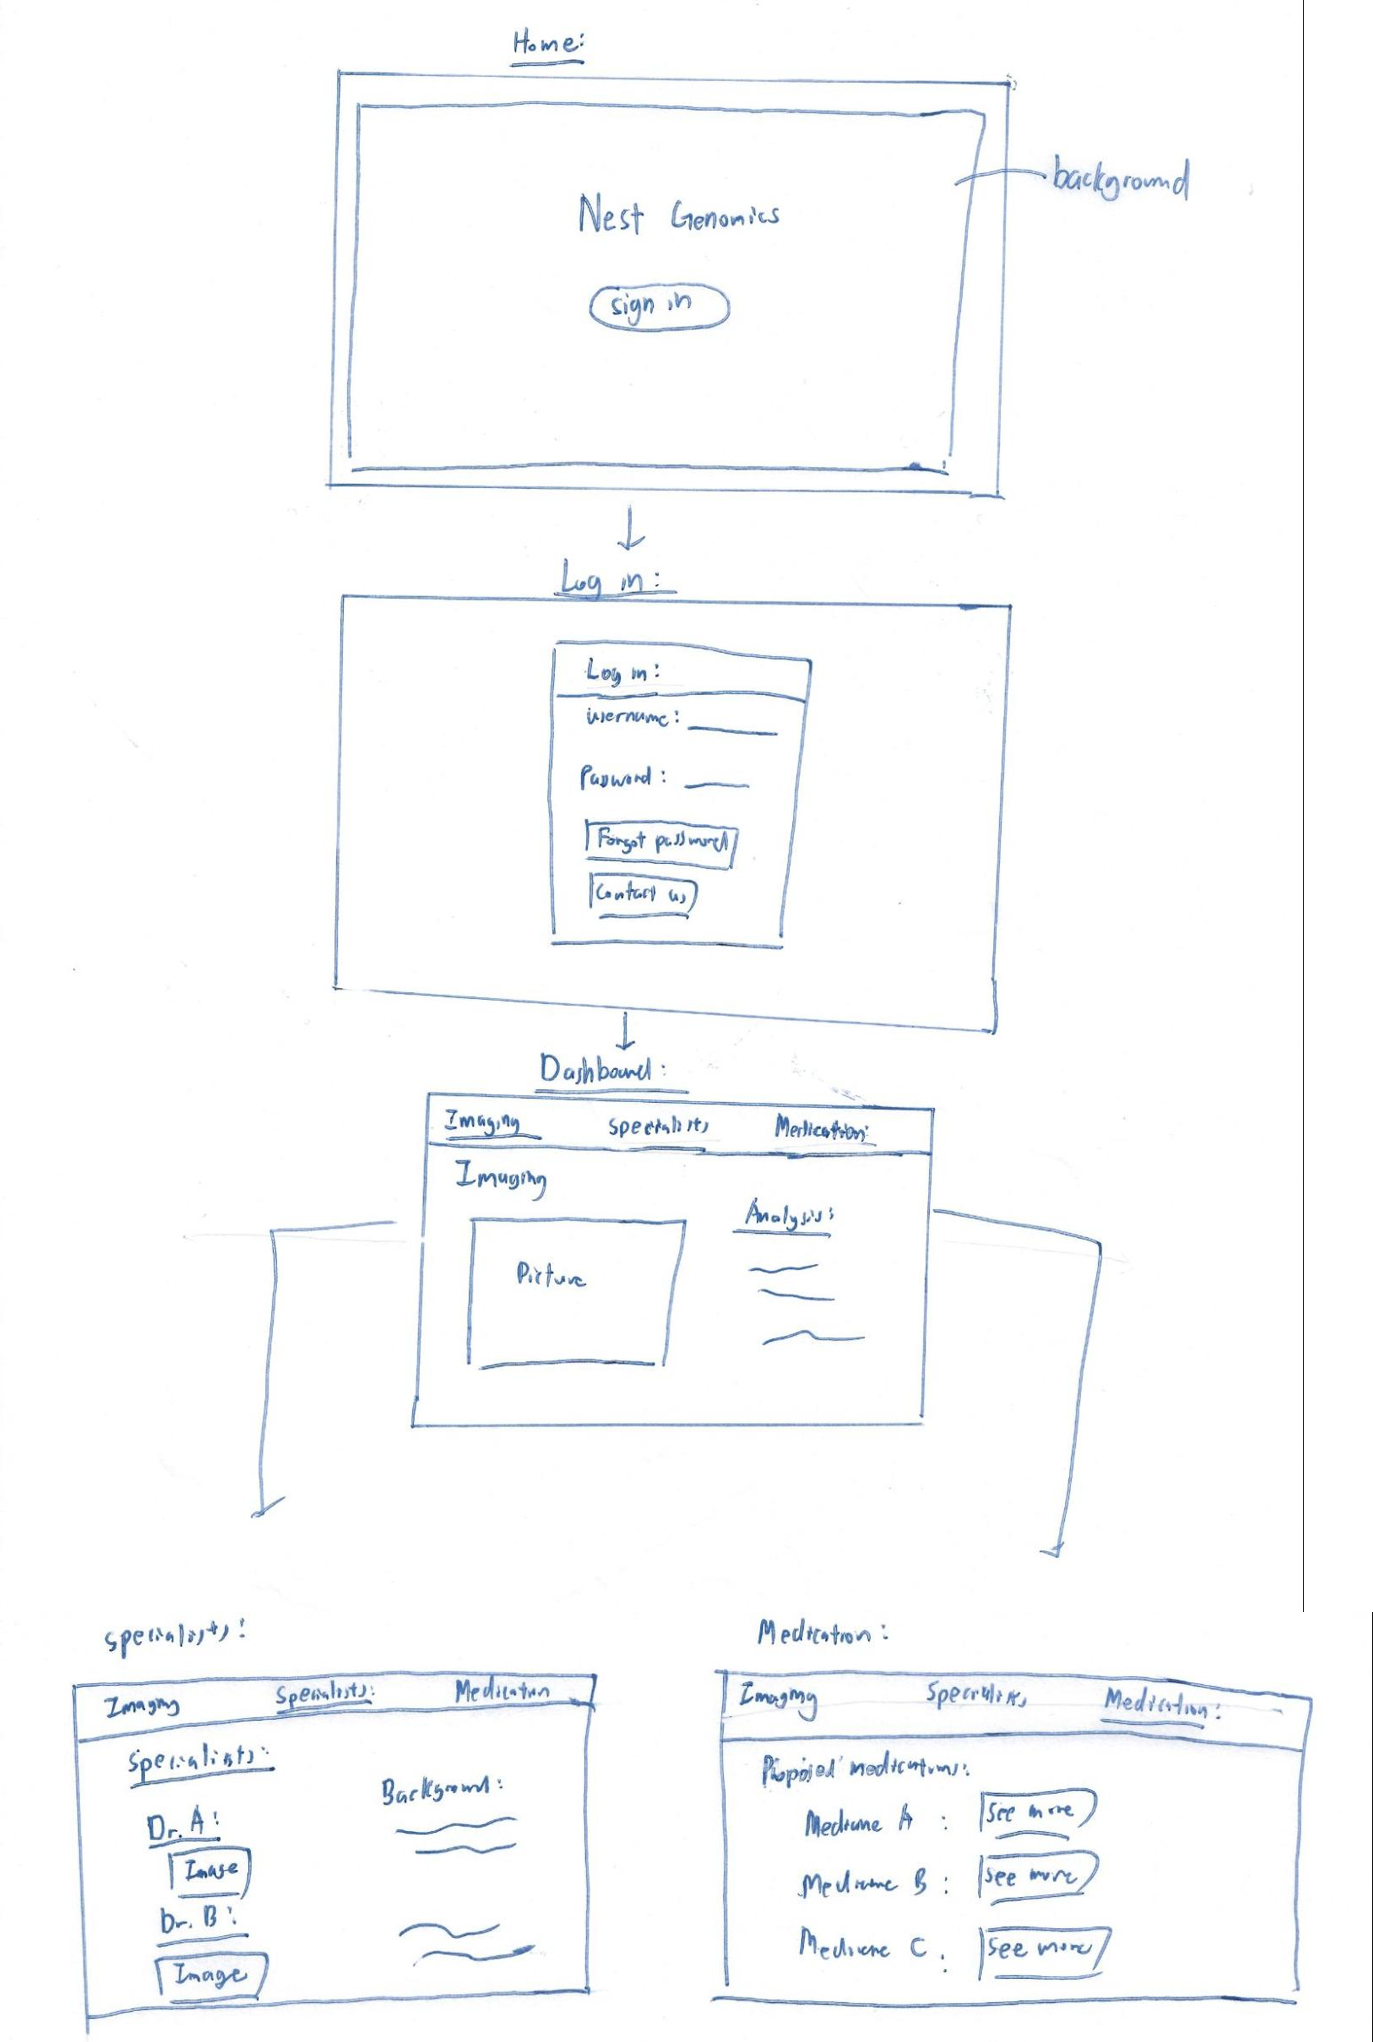 Home:
background
Nest Genomics
sign in
Log in:
Log in:
username:
Password:
Forgot password
Contact us
Dashboard:
Imaging Specialists Medication:
Imaging
Analysis:
Picture
Specialists:
Imaging Specialists: Medication
Specialists:
Background:
Dr. A:
Image
Dr. B:
Image
Medication:
Imaging Specialists Medication:
Proposed medications:
Medicine A : See more
Medicine B : See more
Medicine C : See more